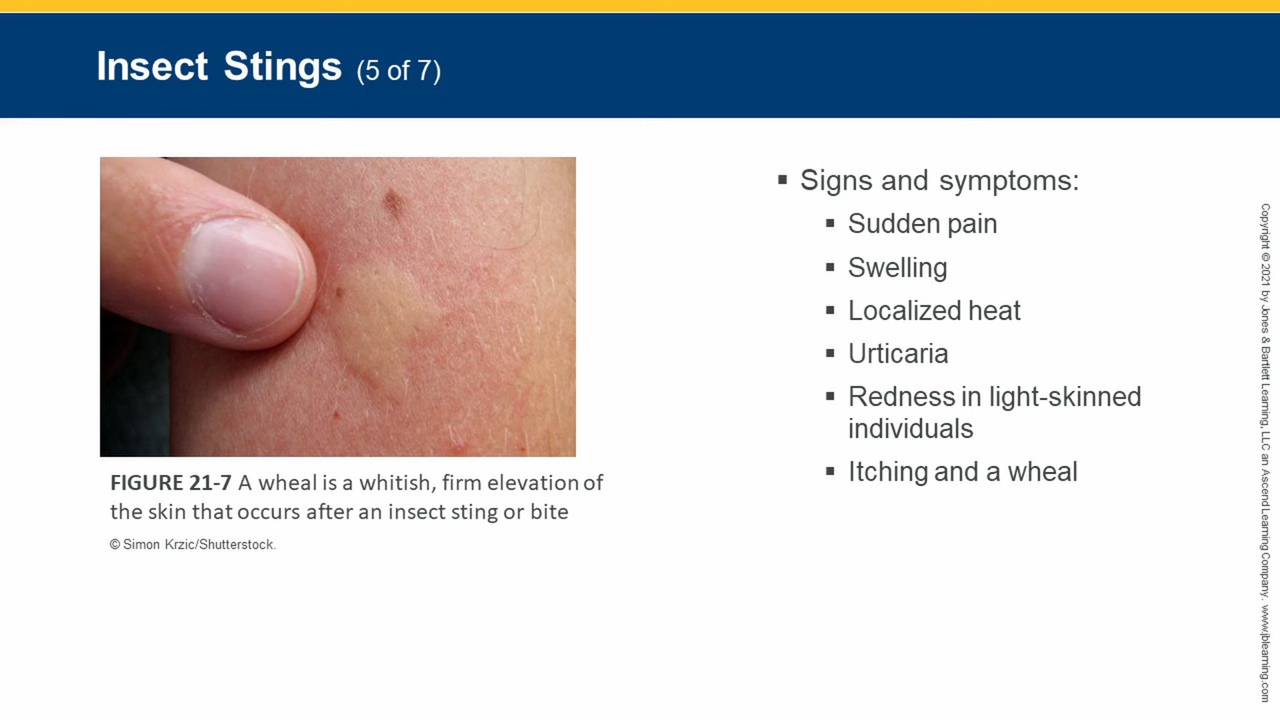 Insect Stings (5 of 7)
FIGURE 21-7 A wheal is a whitish, firm elevation of
the skin that occurs after an insect sting or bite
© Simon Krzic/Shutterstock.
▪ Signs and symptoms:
▪ Sudden pain
▪ Swelling
▪ Localized heat
▪ Urticaria
▪ Redness in light-skinned
individuals
▪ Itching and a wheal
Copyright © 2021 by Jones & Bartlett Learning, LLC an Ascend Learning Company. www.jblearning.com